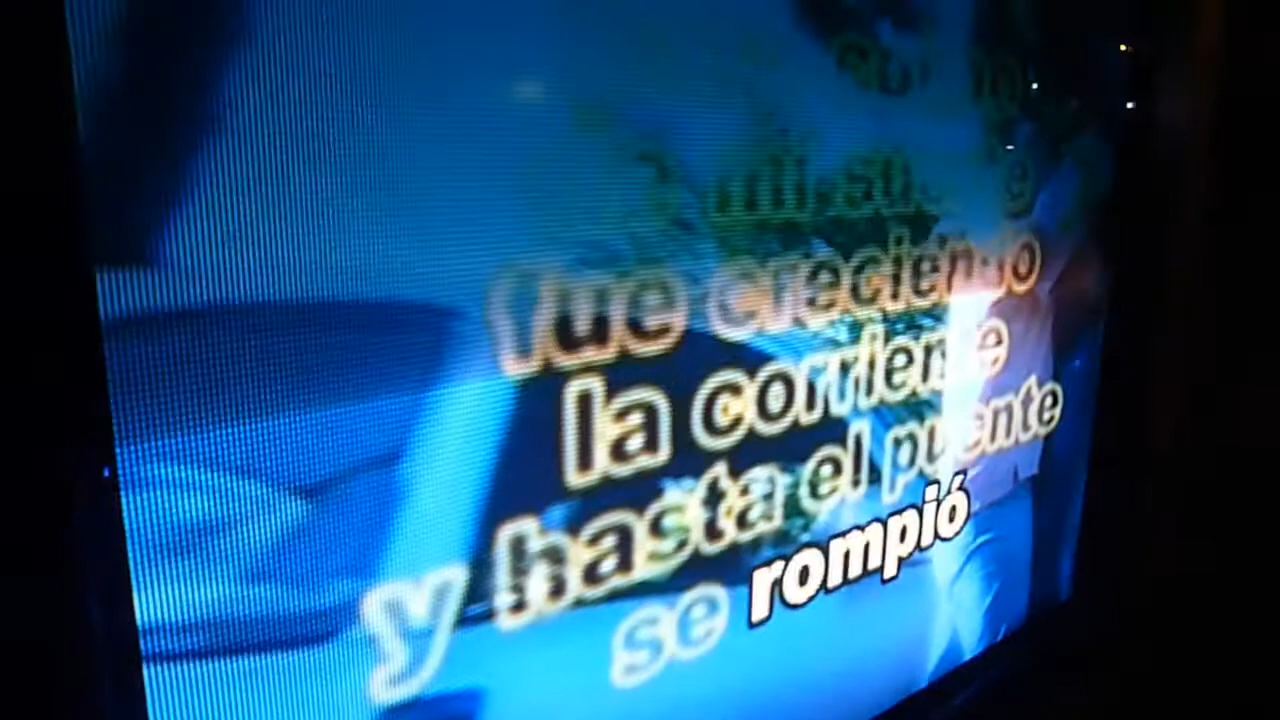 fue creciendo
la corriente
y hasta el puente
se rompió